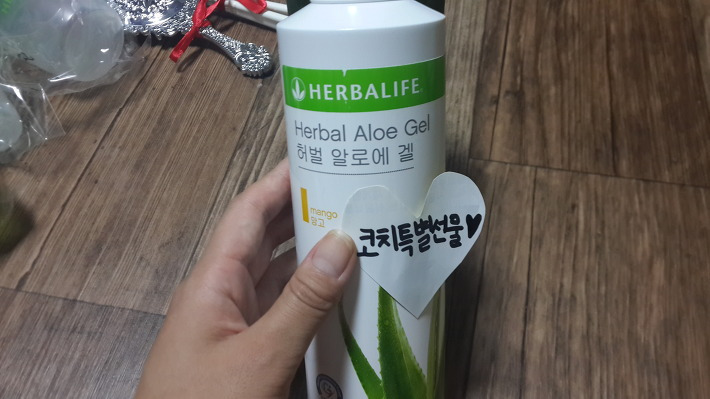 HERBALIFE
Herbal Aloe Gel
허벌 알로에 겔
mango
망고
코치특별선물♥